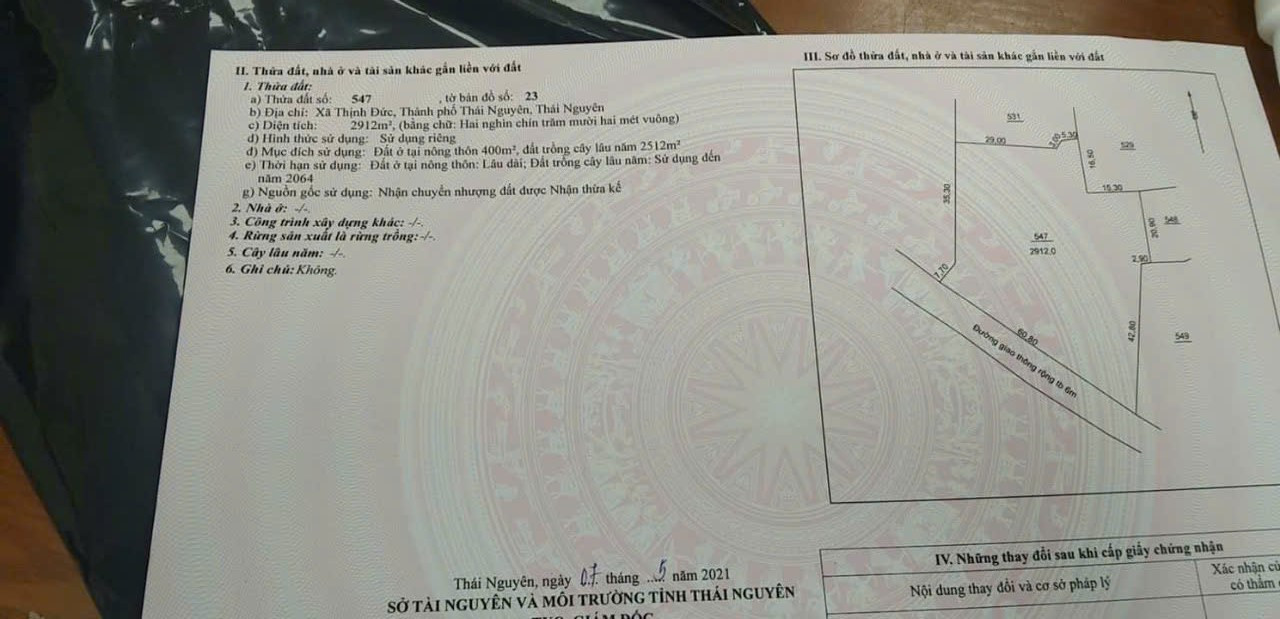 II. Thửa đất, nhà ở và tài sản khác gắn liền với đất
1. Thửa đất:
a) Thửa đất số: 547 , tờ bản đồ số: 23
b) Địa chỉ: Xã Thịnh Đức, Thành phố Thái Nguyên, Thái Nguyên
c) Diện tích: 2912m², (bằng chữ: Hai nghìn chín trăm mười hai mét vuông)
d) Hình thức sử dụng: Sử dụng riêng
đ) Mục đích sử dụng: Đất ở tại nông thôn 400m², đất trồng cây lâu năm 2512m²
e) Thời hạn sử dụng: Đất ở tại nông thôn: Lâu dài; Đất trồng cây lâu năm: Sử dụng đến
năm 2064
g) Nguồn gốc sử dụng: Nhận chuyển nhượng đất được Nhận thừa kế
2. Nhà ở: -/-.
3. Công trình xây dựng khác: -/-.
4. Rừng sản xuất là rừng trồng: -/-.
5. Cây lâu năm: -/-.
6. Ghi chú: Không.
Thái Nguyên, ngày 07 tháng ...5 năm 2021
SỞ TÀI NGUYÊN VÀ MÔI TRƯỜNG TỈNH THÁI NGUYÊN
GIÁM ĐỐC
III. Sơ đồ thửa đất, nhà ở và tài sản khác gắn liền với đất
531
29,00
5,30
529
16,50
15,30
35,30
547
2912,0
20,90
548
2,90
7,70
60,80
42,80
549
Đường giao thông rộng tb 6m
IV. Những thay đổi sau khi cấp giấy chứng nhận
Nội dung thay đổi và cơ sở pháp lý
Xác nhận củ
có thẩm